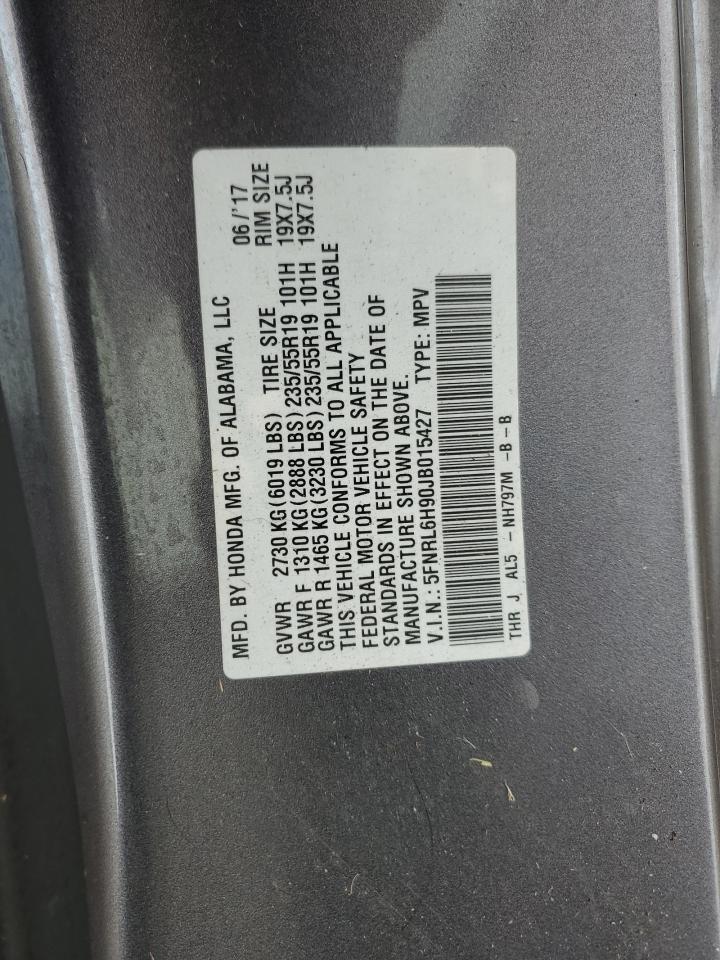 MFD. BY HONDA MFG. OF ALABAMA, LLC 06/'17
GVWR 2730 KG(6019 LBS) TIRE SIZE RIM SIZE
GAWR F 1310 KG(2888 LBS)235/55R19 101H 19X7.5J
GAWR R 1465 KG(3230 LBS)235/55R19 101H 19X7.5J
THIS VEHICLE CONFORMS TO ALL APPLICABLE
FEDERAL MOTOR VEHICLE SAFETY
STANDARDS IN EFFECT ON THE DATE OF
MANUFACTURE SHOWN ABOVE.
V.I.N.: 5FNRL6H90JB015427 TYPE: MPV
THR J AL5 - NH797M -B-B